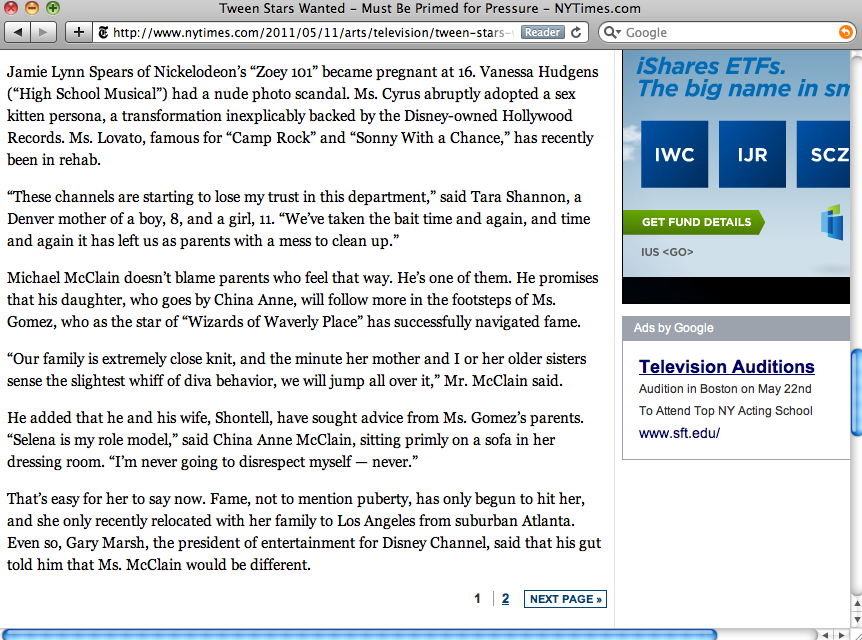 Tween Stars Wanted – Must Be Primed for Pressure – NYTimes.com
http://www.nytimes.com/2011/05/11/arts/television/tween-stars-
Reader
Google
Jamie Lynn Spears of Nickelodeon’s “Zoey 101” became pregnant at 16. Vanessa Hudgens
(“High School Musical”) had a nude photo scandal. Ms. Cyrus abruptly adopted a sex
kitten persona, a transformation inexplicably backed by the Disney-owned Hollywood
Records. Ms. Lovato, famous for “Camp Rock” and “Sonny With a Chance,” has recently
been in rehab.
“These channels are starting to lose my trust in this department,” said Tara Shannon, a
Denver mother of a boy, 8, and a girl, 11. “We’ve taken the bait time and again, and time
and again it has left us as parents with a mess to clean up.”
Michael McClain doesn’t blame parents who feel that way. He’s one of them. He promises
that his daughter, who goes by China Anne, will follow more in the footsteps of Ms.
Gomez, who as the star of “Wizards of Waverly Place” has successfully navigated fame.
“Our family is extremely close knit, and the minute her mother and I or her older sisters
sense the slightest whiff of diva behavior, we will jump all over it,” Mr. McClain said.
He added that he and his wife, Shontell, have sought advice from Ms. Gomez’s parents.
“Selena is my role model,” said China Anne McClain, sitting primly on a sofa in her
dressing room. “I’m never going to disrespect myself — never.”
That’s easy for her to say now. Fame, not to mention puberty, has only begun to hit her,
and she only recently relocated with her family to Los Angeles from suburban Atlanta.
Even so, Gary Marsh, the president of entertainment for Disney Channel, said that his gut
told him that Ms. McClain would be different.
1 | 2 NEXT PAGE »
iShares ETFs.
The big name in sm
IWC IJR SCZ
GET FUND DETAILS
IUS <GO>
Ads by Google
Television Auditions
Audition in Boston on May 22nd
To Attend Top NY Acting School
www.sft.edu/